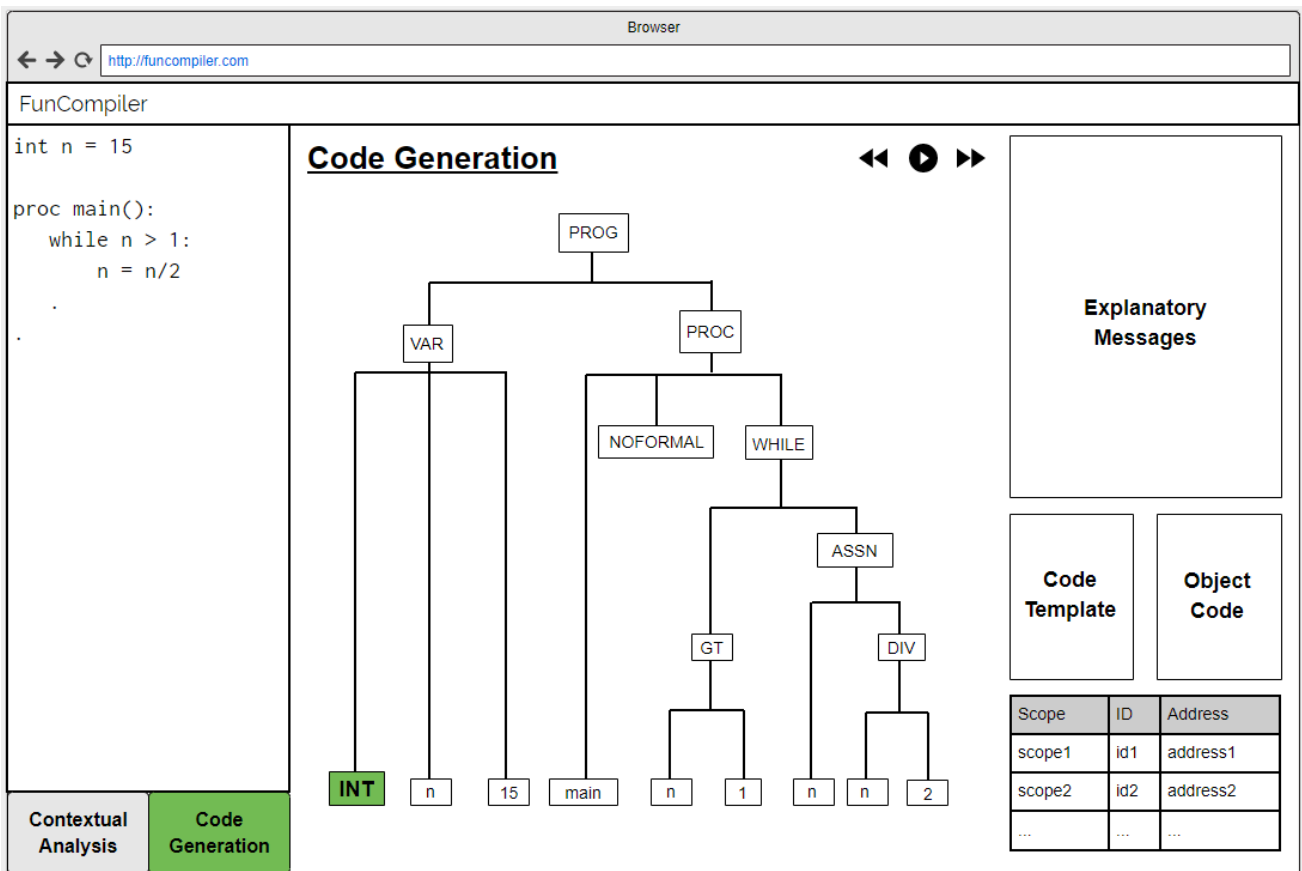 Browser
http://funcompiler.com
FunCompiler
int n = 15
proc main():
while n > 1:
n = n/2
.
.
Contextual
Analysis
Code
Generation
Code Generation
PROG
VAR
PROC
NOFORMAL
WHILE
ASSN
GT
DIV
INT
n
15
main
n
1
n
n
2
Explanatory
Messages
Code
Template
Object
Code
Scope ID Address
scope1 id1 address1
scope2 id2 address2
... ... ...